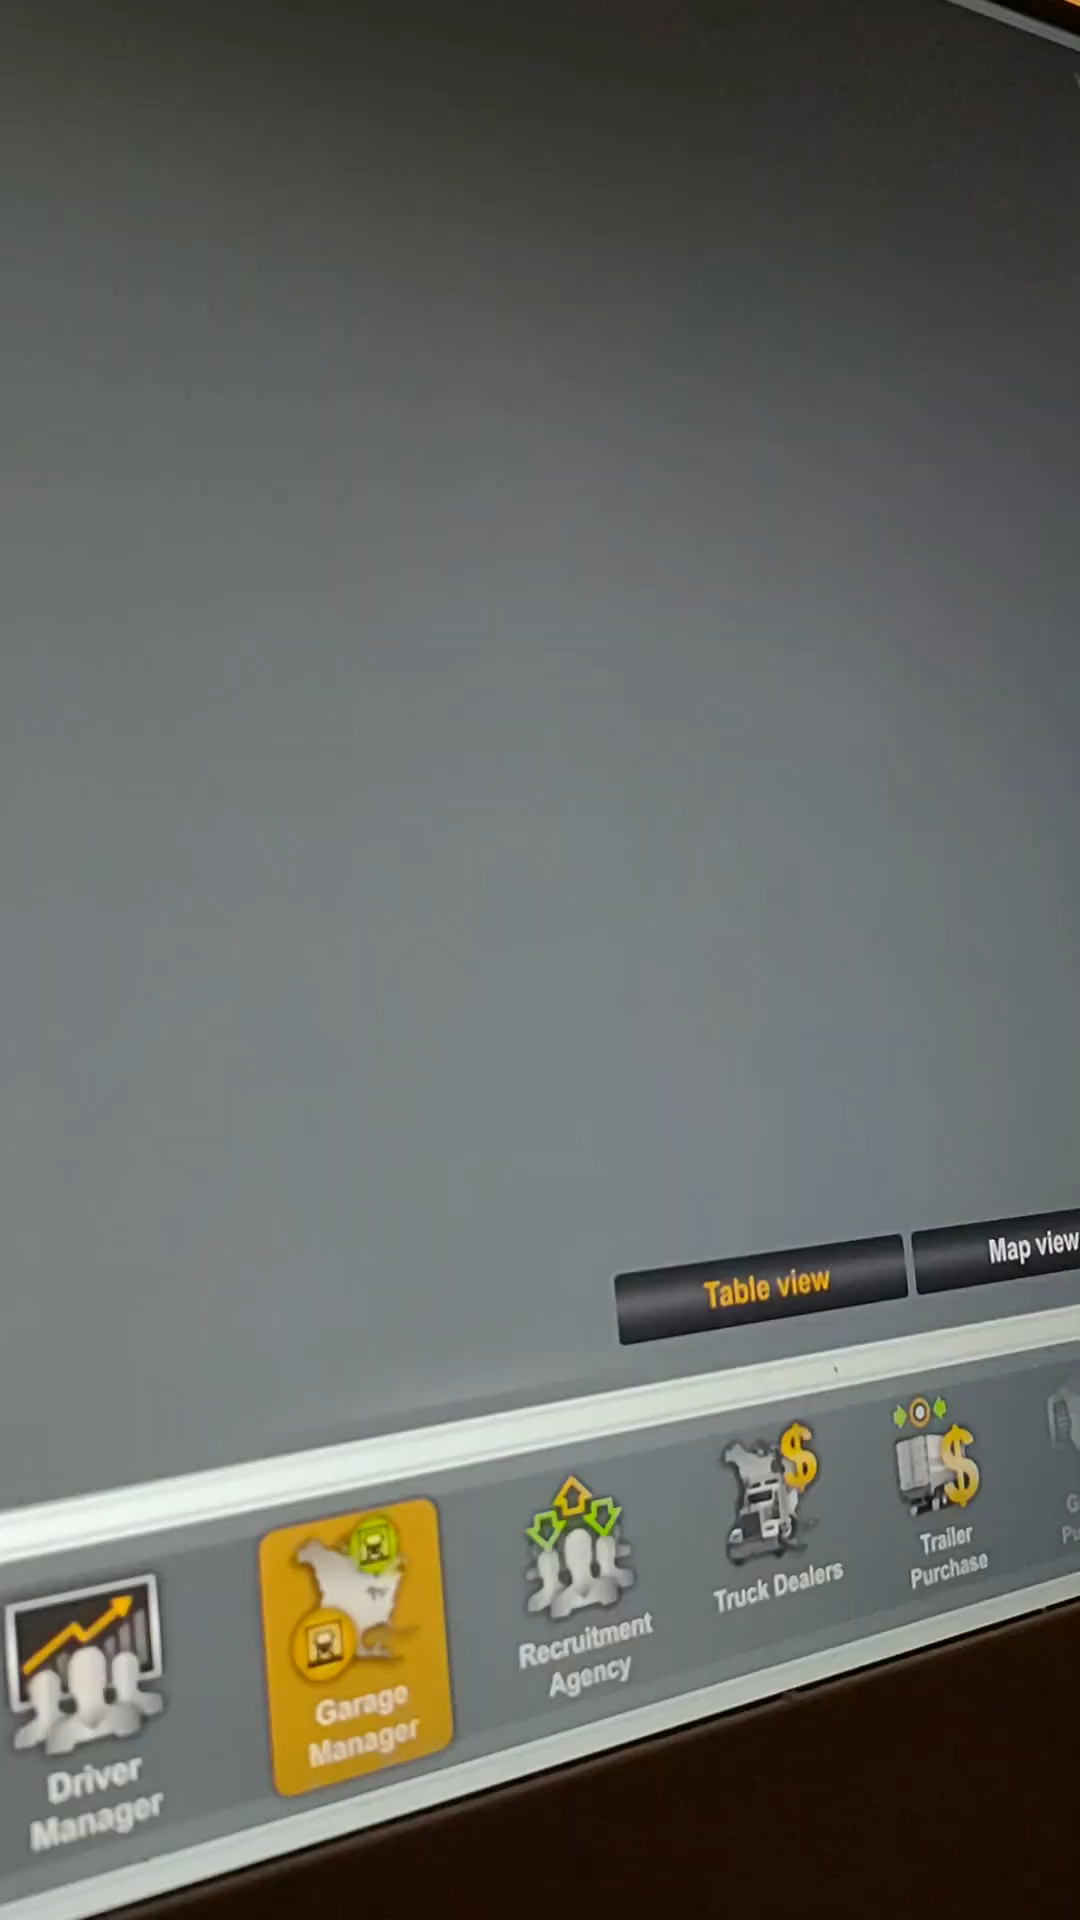 Table view
Map view
Driver
Manager
Garage
Manager
Recruitment
Agency
Truck Dealers
Trailer
Purchase